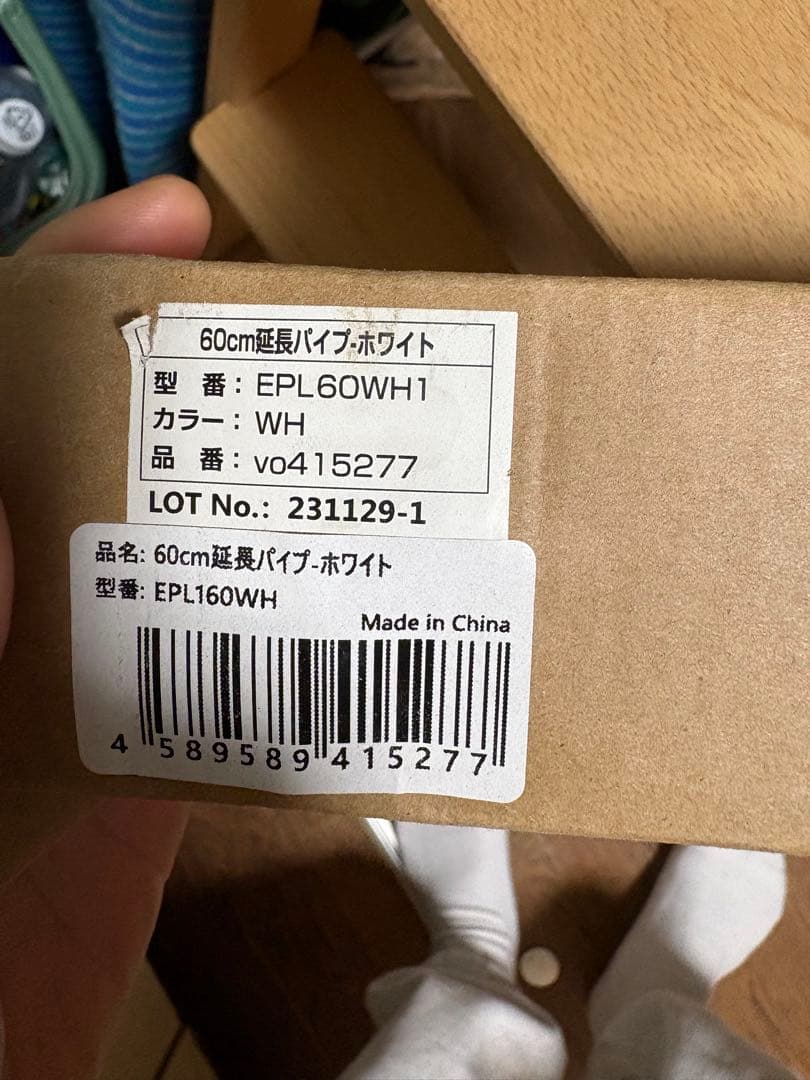 60cm延長パイプ-ホワイト
型 番：EPL60WH1
カラー：WH
品 番：vo415277
LOT No.: 231129-1
品名: 60cm延長パイプ-ホワイト
型番: EPL160WH
Made in China
4 589589 415277